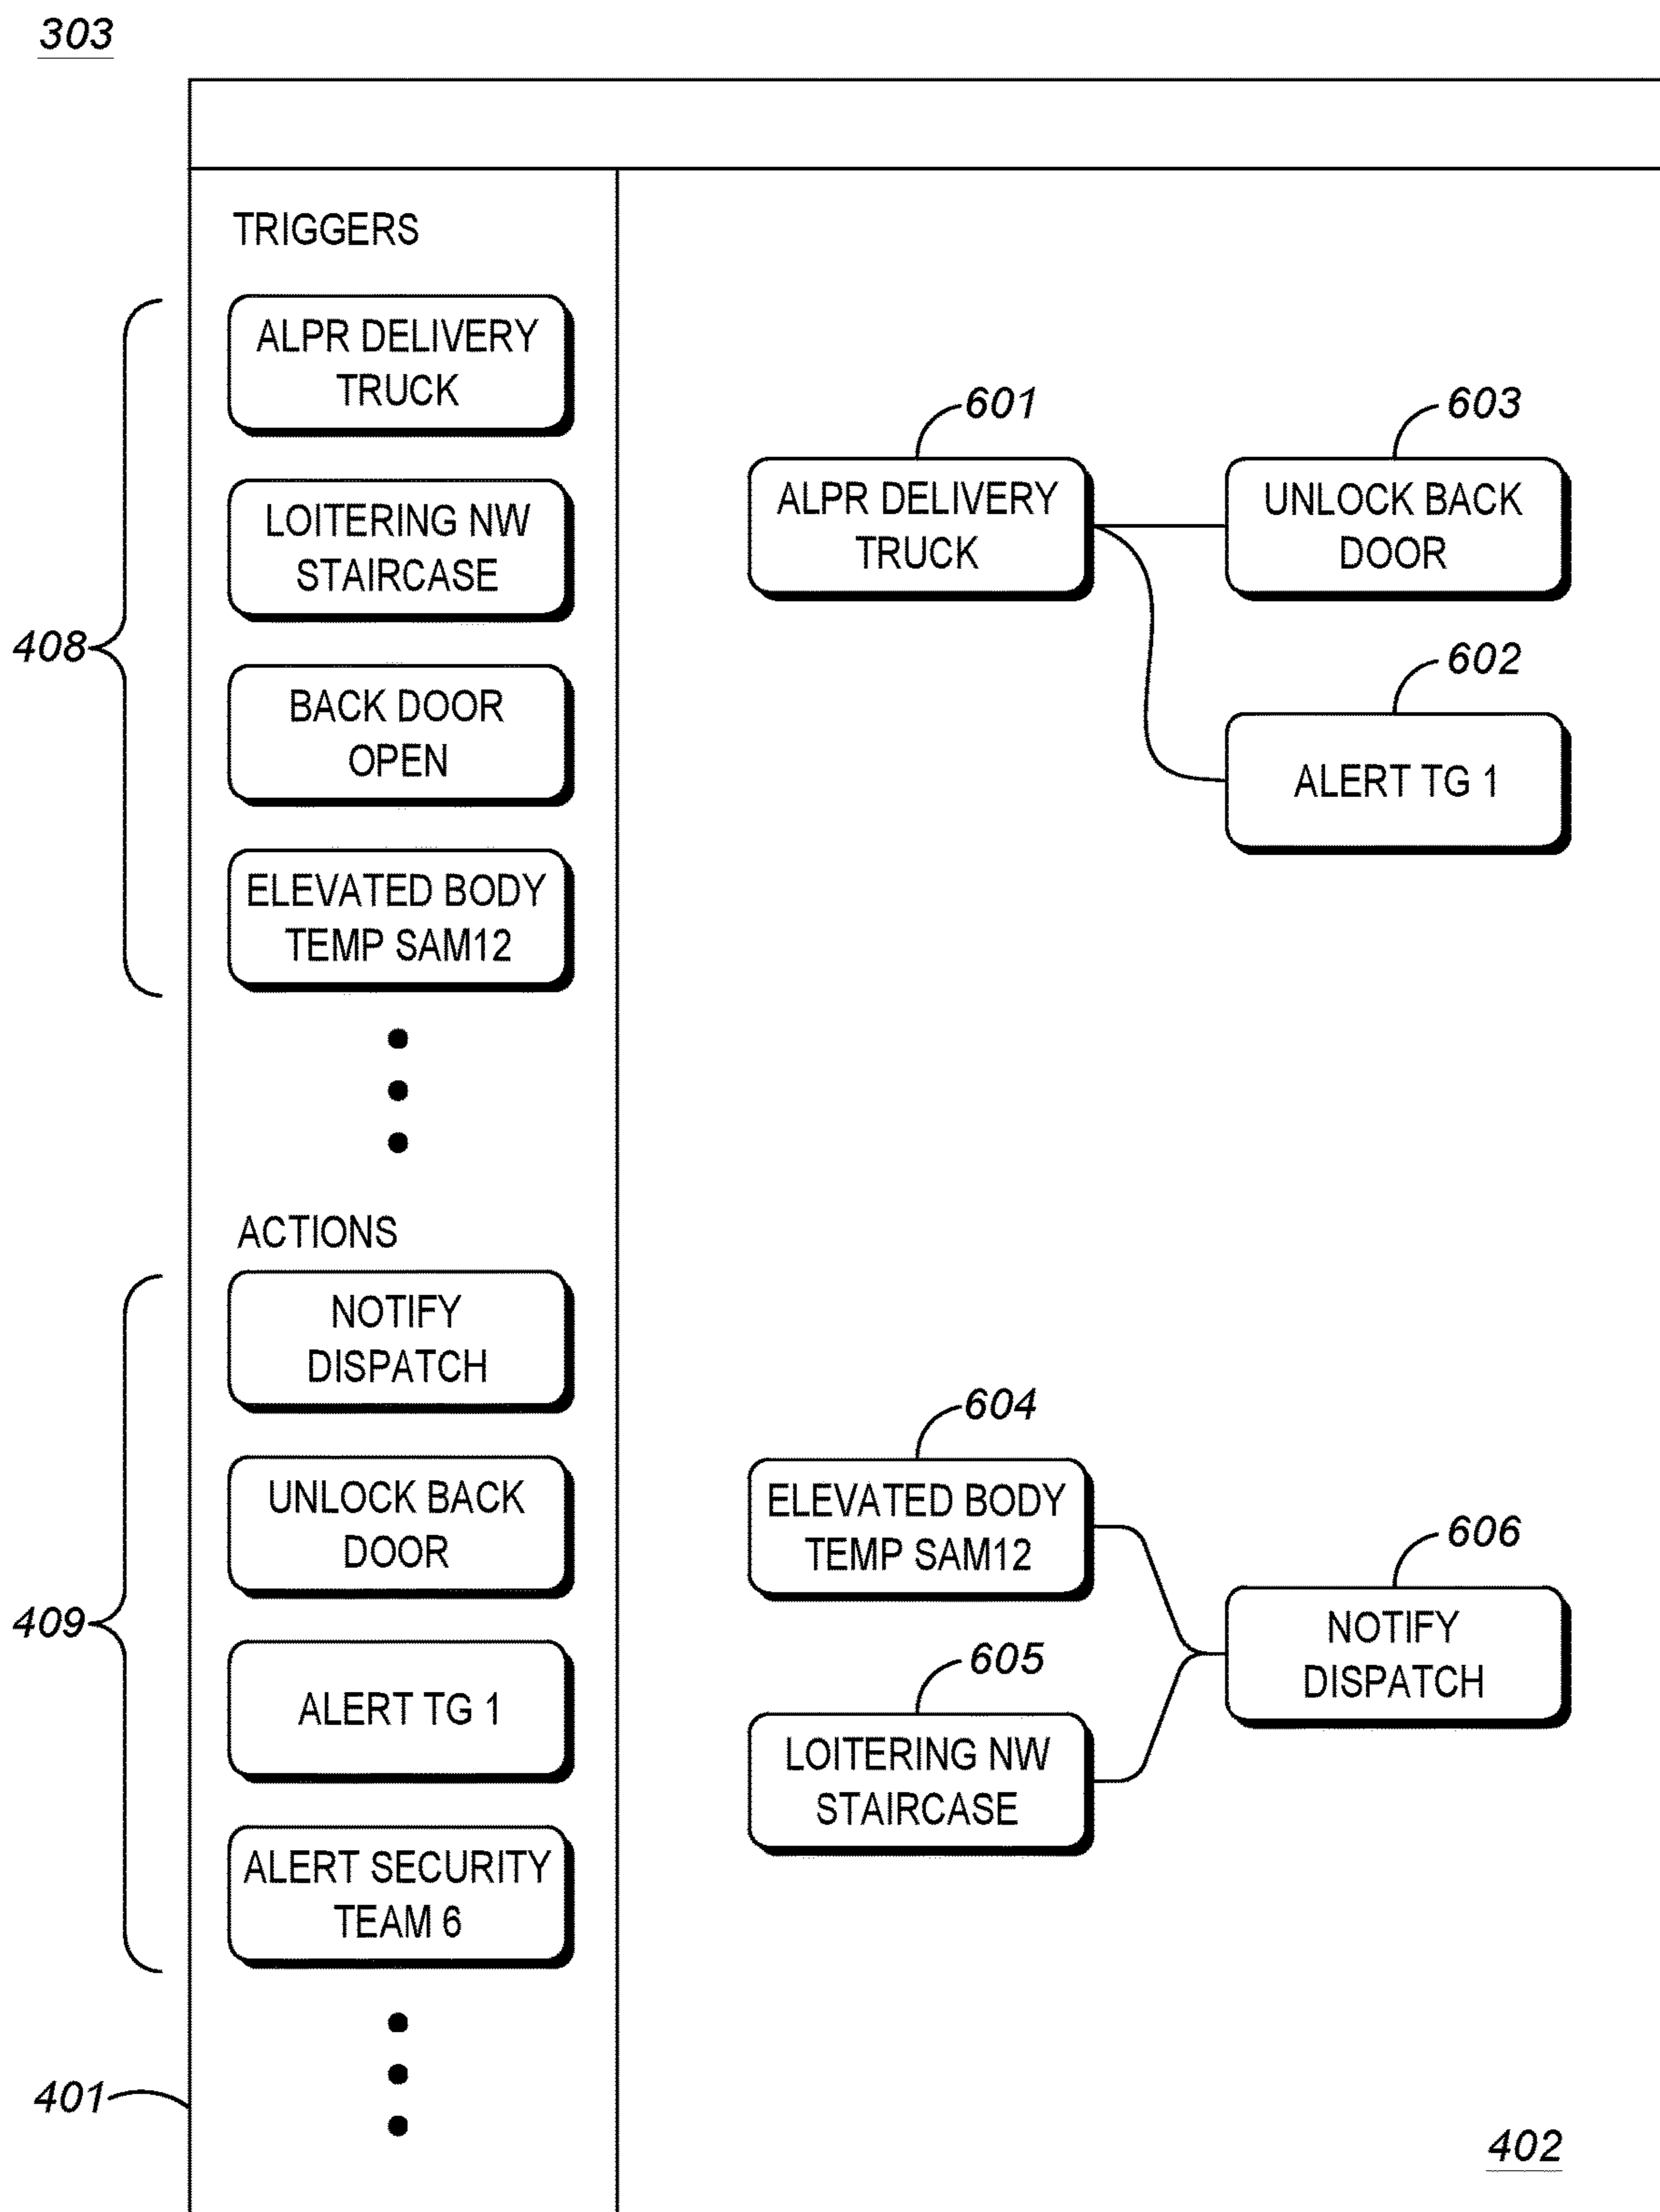 303
TRIGGERS
ALPR DELIVERY
TRUCK
LOITERING NW
STAIRCASE
408
BACK DOOR
OPEN
ELEVATED BODY
TEMP SAM12
ACTIONS
NOTIFY
DISPATCH
UNLOCK BACK
DOOR
409
ALERT TG 1
ALERT SECURITY
TEAM 6
401
601
ALPR DELIVERY
TRUCK
603
UNLOCK BACK
DOOR
602
ALERT TG 1
604
ELEVATED BODY
TEMP SAM12
605
LOITERING NW
STAIRCASE
606
NOTIFY
DISPATCH
402